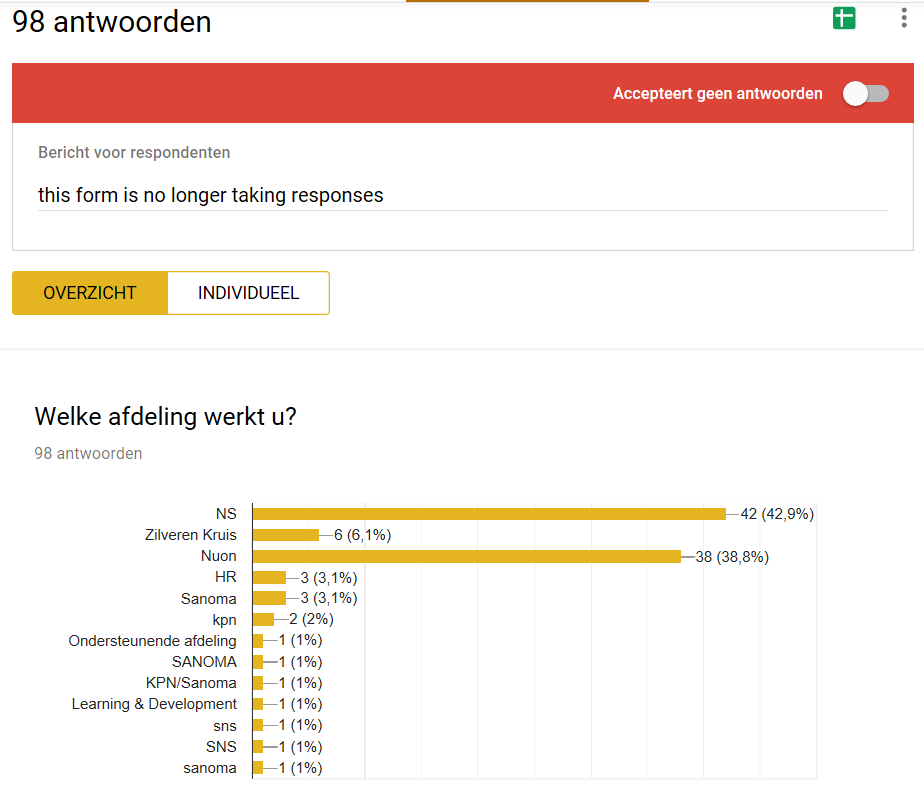 98 antwoorden
Accepteert geen antwoorden
Bericht voor respondenten
this form is no longer taking responses
OVERZICHT INDIVIDUEEL
Welke afdeling werkt u?
98 antwoorden
NS 42 (42,9%)
Zilveren Kruis 6 (6,1%)
Nuon 38 (38,8%)
HR 3 (3,1%)
Sanoma 3 (3,1%)
kpn 2 (2%)
Ondersteunende afdeling 1 (1%)
SANOMA 1 (1%)
KPN/Sanoma 1 (1%)
Learning & Development 1 (1%)
sns 1 (1%)
SNS 1 (1%)
sanoma 1 (1%)